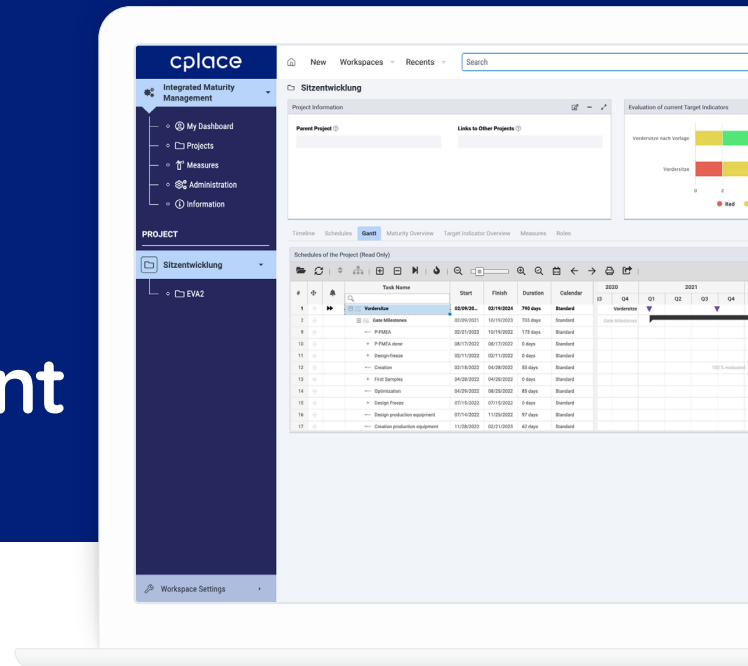 nt
cplace
New Workspaces Recents Search
Integrated Maturity
Management
My Dashboard
Projects
Measures
Administration
Information
PROJECT
Sitzentwicklung
EVA2
Workspace Settings
Sitzentwicklung
Project Information
Parent Project
Links to Other Projects
Evaluation of current Target Indicators
Vordersitze nach Vorlage
Vordersitze
0 2
Red
Timeline Schedules Gantt Maturity Overview Target Indicator Overview Measures Roles
Schedules of the Project (Read Only)
# Task Name Start Finish Duration Calendar
2020 2021
Q4 Q1 Q2 Q3 Q4
1 Vordersitze 02/09/20... 02/19/2024 790 days Standard Vordersitze
2 Gate Milestones 02/09/2021 10/19/2023 703 days Standard Gate Milestones
9 P-FMEA 02/21/2022 10/19/2022 173 days Standard
10 P-FMEA done 08/17/2022 08/17/2022 0 days Standard
11 Design-freeze 02/11/2022 02/11/2022 0 days Standard
12 Creation 02/18/2022 04/28/2022 50 days Standard 100 % evaluated
13 First Samples 04/28/2022 04/28/2022 0 days Standard
14 Optimization 04/29/2022 08/25/2022 85 days Standard
15 Design Freeze 07/15/2022 07/15/2022 0 days Standard
16 Design production equipment 07/14/2022 11/25/2022 97 days Standard
17 Creation production equipment 11/28/2022 02/21/2023 62 days Standard